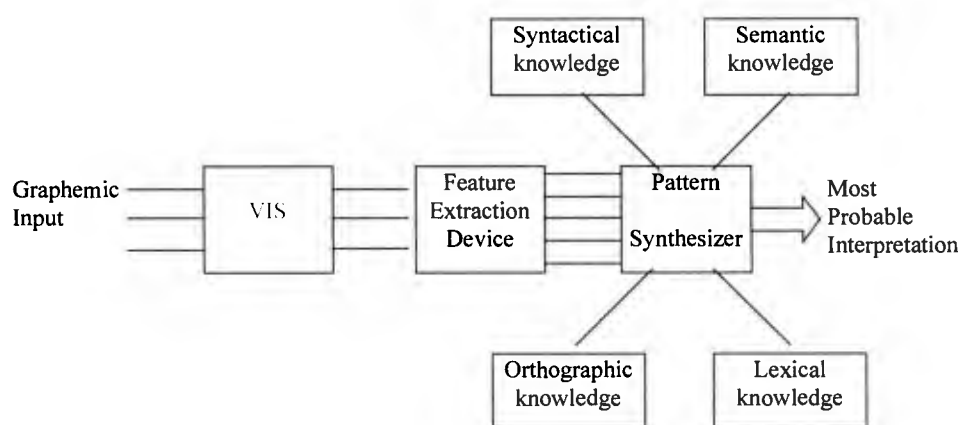 Syntactical
knowledge
Semantic
knowledge
Graphemic
Input
VIS
Feature
Extraction
Device
Pattern
Synthesizer
Most
Probable
Interpretation
Orthographic
knowledge
Lexical
knowledge